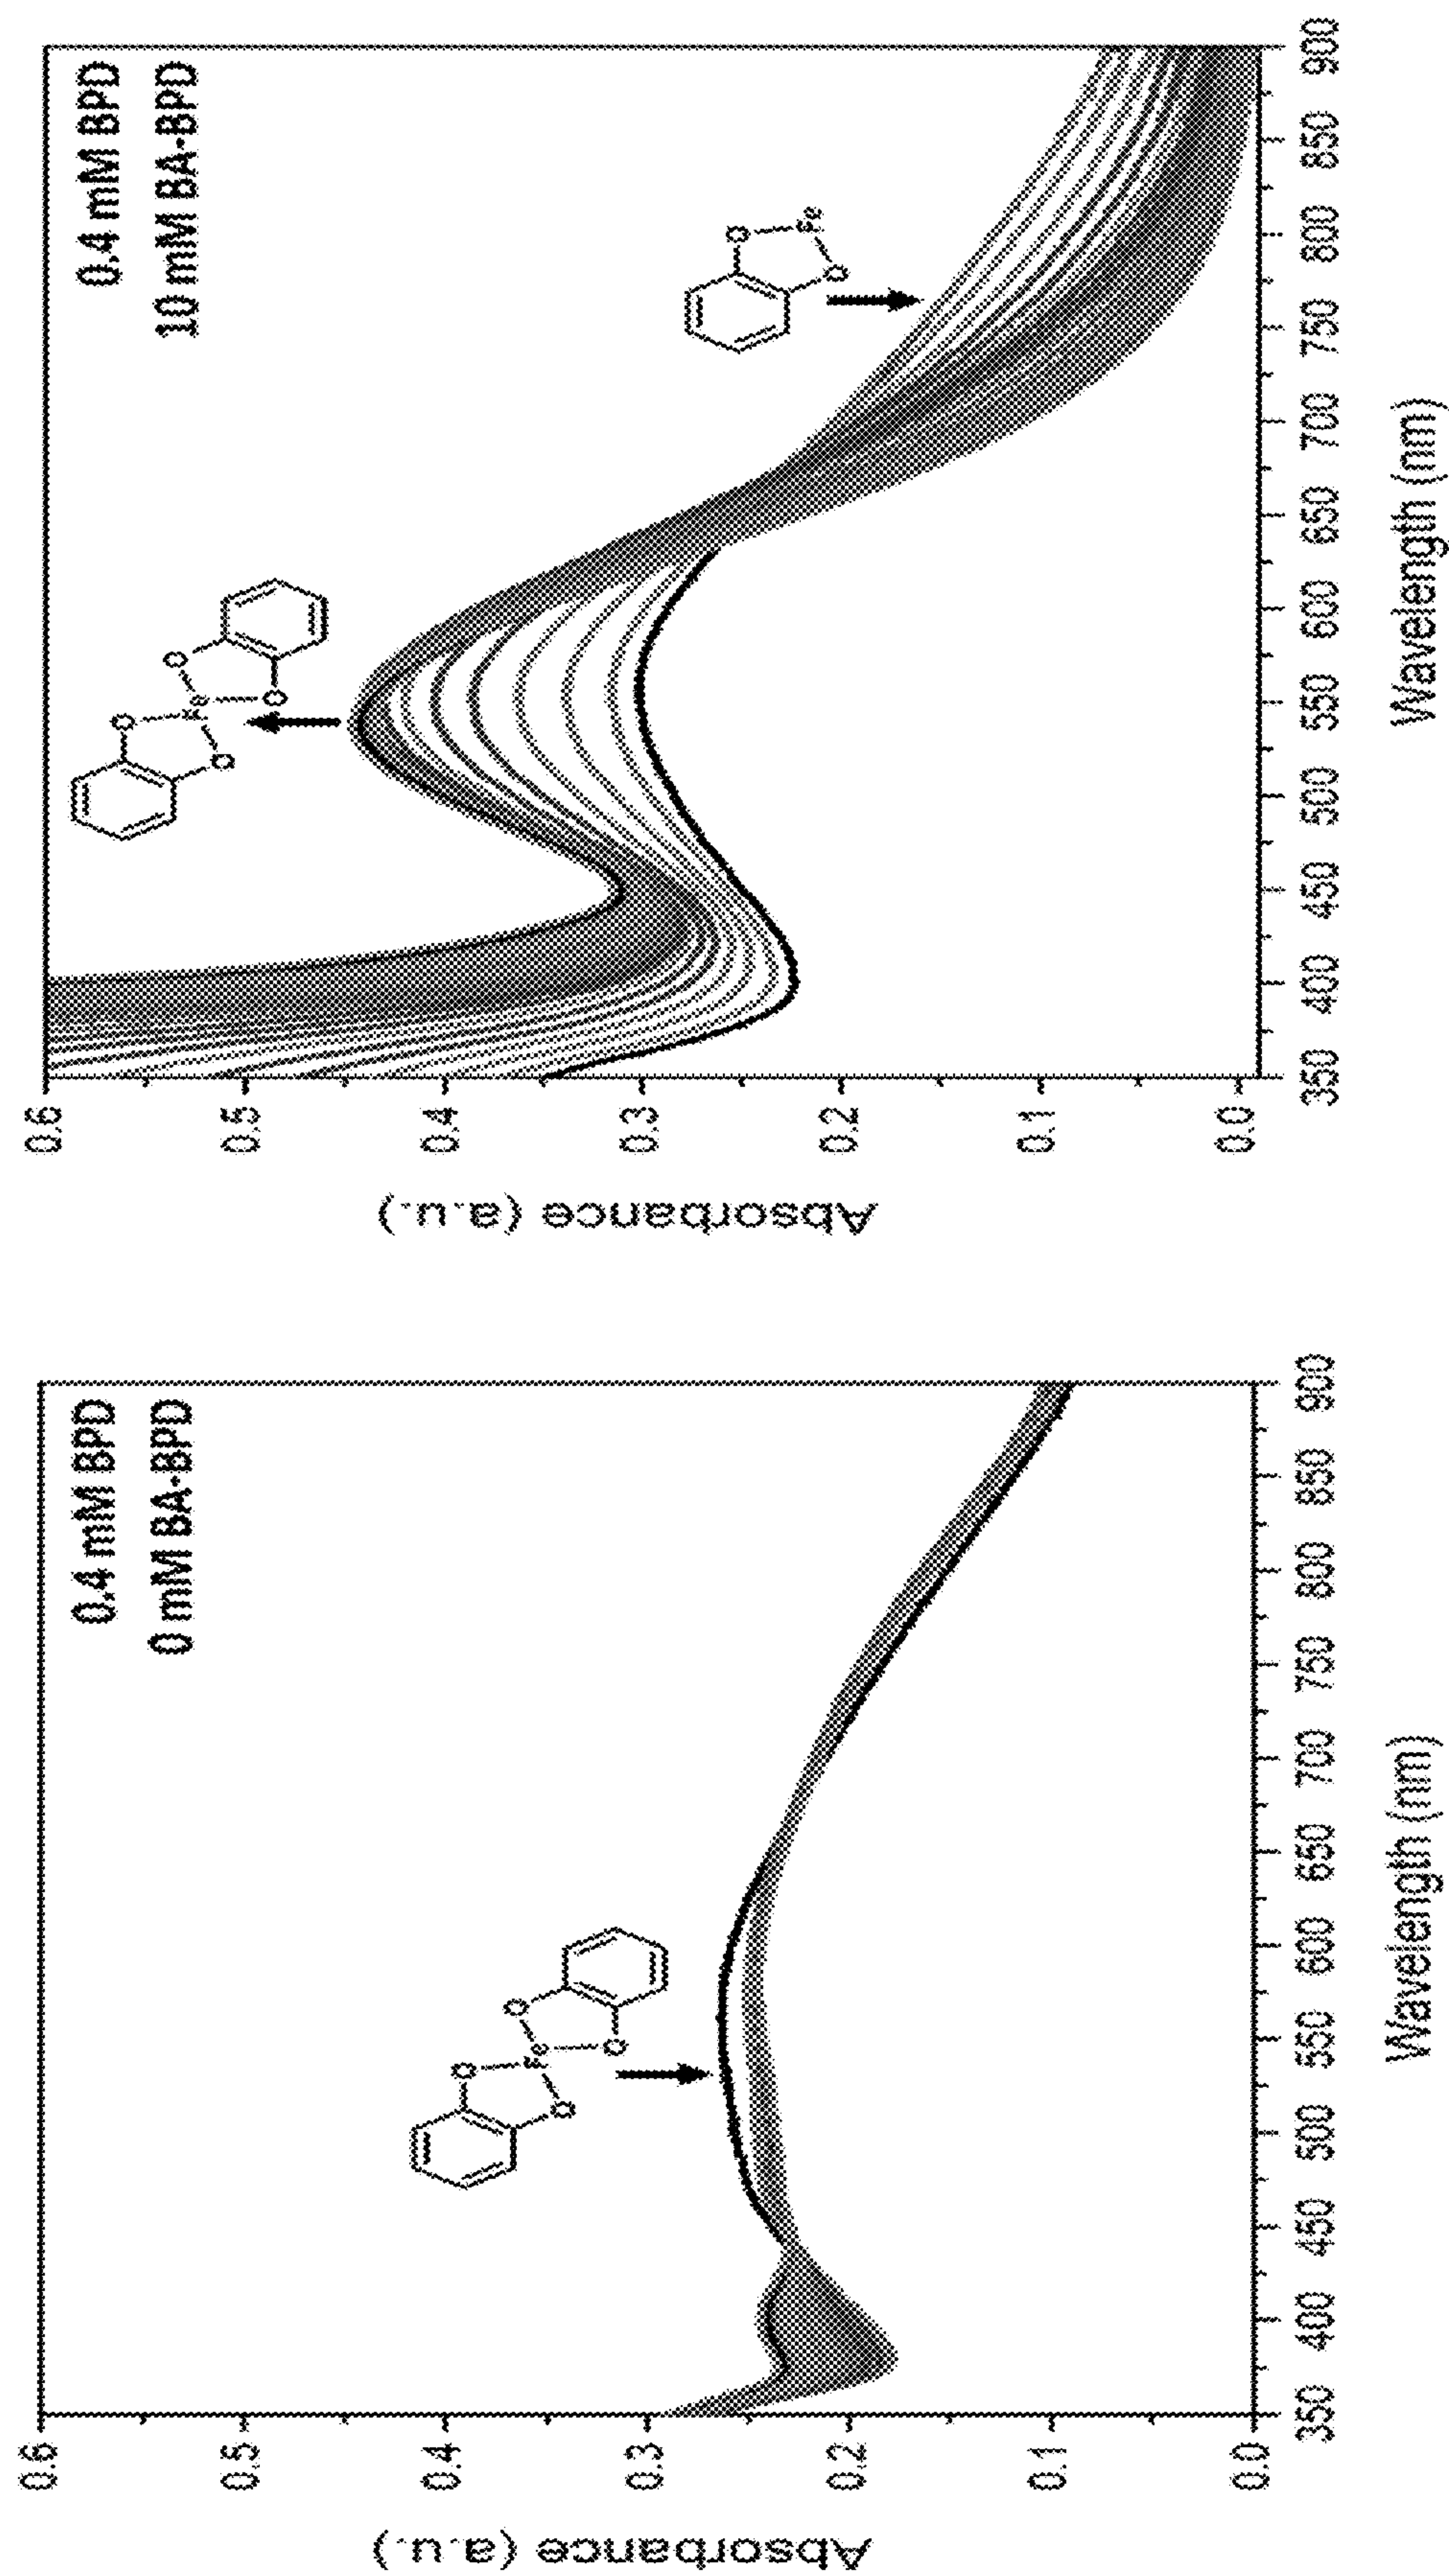 0.4 mM BPD
0 mM BA-BPD
Absorbance (a.u.)
0.6
0.5
0.4
0.3
0.2
0.1
0.0
O
O
Fe
O
O
350 400 450 500 550 600 650 700 750 800 850 900
Wavelength (nm)
0.4 mM BPD
10 mM BA-BPD
Absorbance (a.u.)
0.6
0.5
0.4
0.3
0.2
0.1
0.0
O
O
Fe
O
O
O
Fe
O
350 400 450 500 550 600 650 700 750 800 850 900
Wavelength (nm)